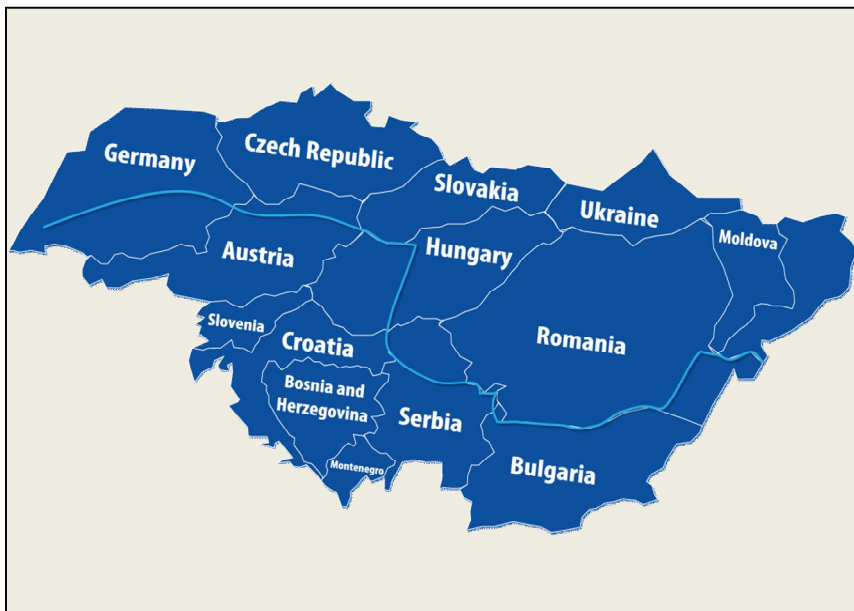 Germany
Czech Republic
Slovakia
Ukraine
Moldova
Austria
Hungary
Slovenia
Croatia
Romania
Bosnia and
Herzegovina
Serbia
Montenegro
Bulgaria